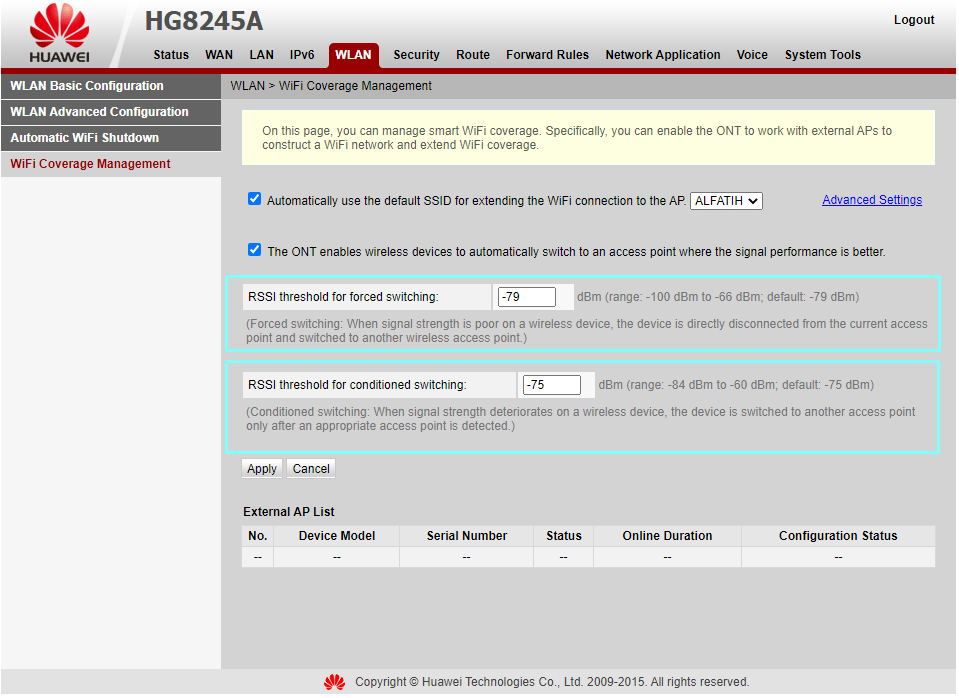 HG8245A
Logout
HUAWEI
Status WAN LAN IPv6 WLAN Security Route Forward Rules Network Application Voice System Tools
WLAN Basic Configuration
WLAN > WiFi Coverage Management
WLAN Advanced Configuration
Automatic WiFi Shutdown
WiFi Coverage Management
On this page, you can manage smart WiFi coverage. Specifically, you can enable the ONT to work with external APs to
construct a WiFi network and extend WiFi coverage.
Automatically use the default SSID for extending the WiFi connection to the AP. ALFATIH Advanced Settings
The ONT enables wireless devices to automatically switch to an access point where the signal performance is better.
RSSI threshold for forced switching: -79 dBm (range: -100 dBm to -66 dBm; default: -79 dBm)
(Forced switching: When signal strength is poor on a wireless device, the device is directly disconnected from the current access
point and switched to another wireless access point.)
RSSI threshold for conditioned switching: -75 dBm (range: -84 dBm to -60 dBm; default: -75 dBm)
(Conditioned switching: When signal strength deteriorates on a wireless device, the device is switched to another access point
only after an appropriate access point is detected.)
Apply Cancel
External AP List
No. Device Model Serial Number Status Online Duration Configuration Status
-- -- -- -- -- --
Copyright © Huawei Technologies Co., Ltd. 2009-2015. All rights reserved.